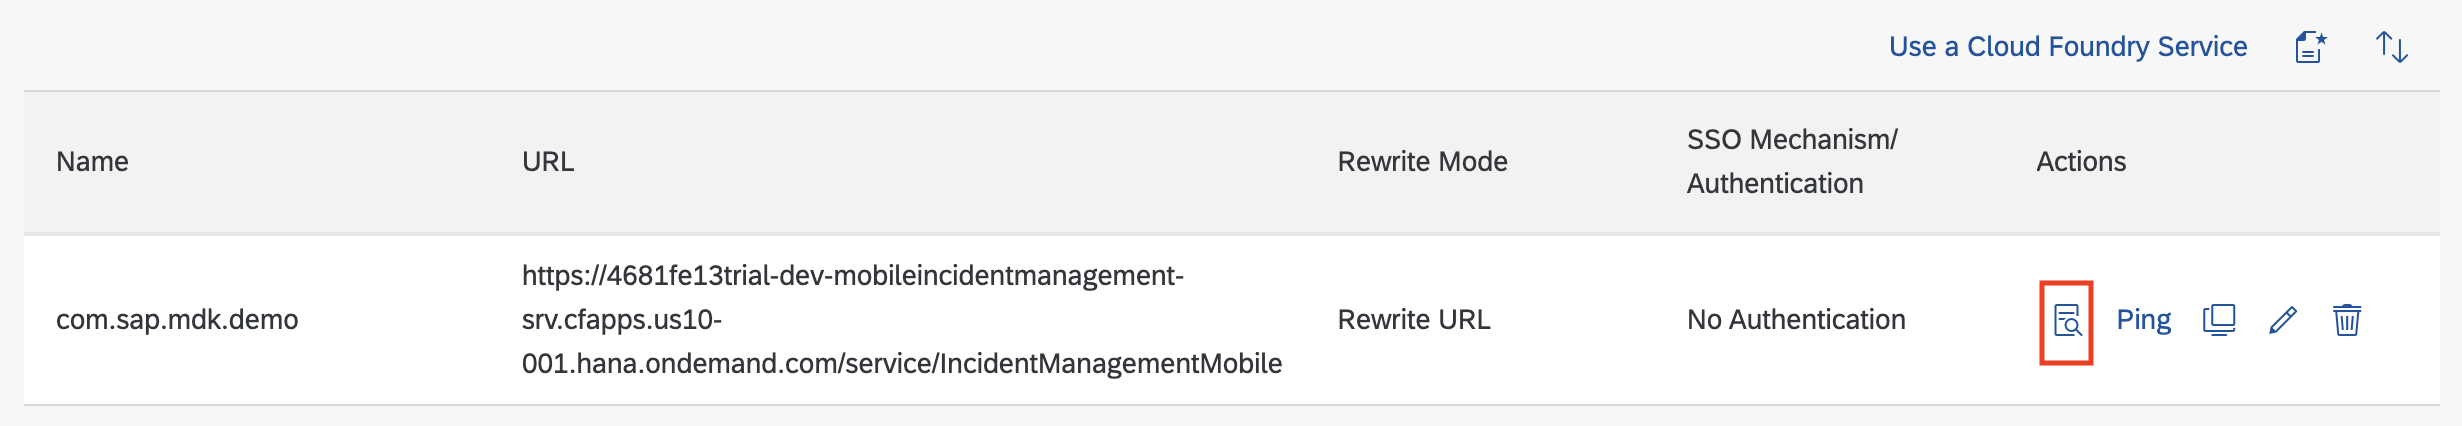 Use a Cloud Foundry Service
Name
URL
Rewrite Mode
SSO Mechanism/
Authentication
Actions
com.sap.mdk.demo
https://4681fe13trial-dev-mobileincidentmanagement-
srv.cfapps.us10-
001.hana.ondemand.com/service/IncidentManagementMobile
Rewrite URL
No Authentication
Ping